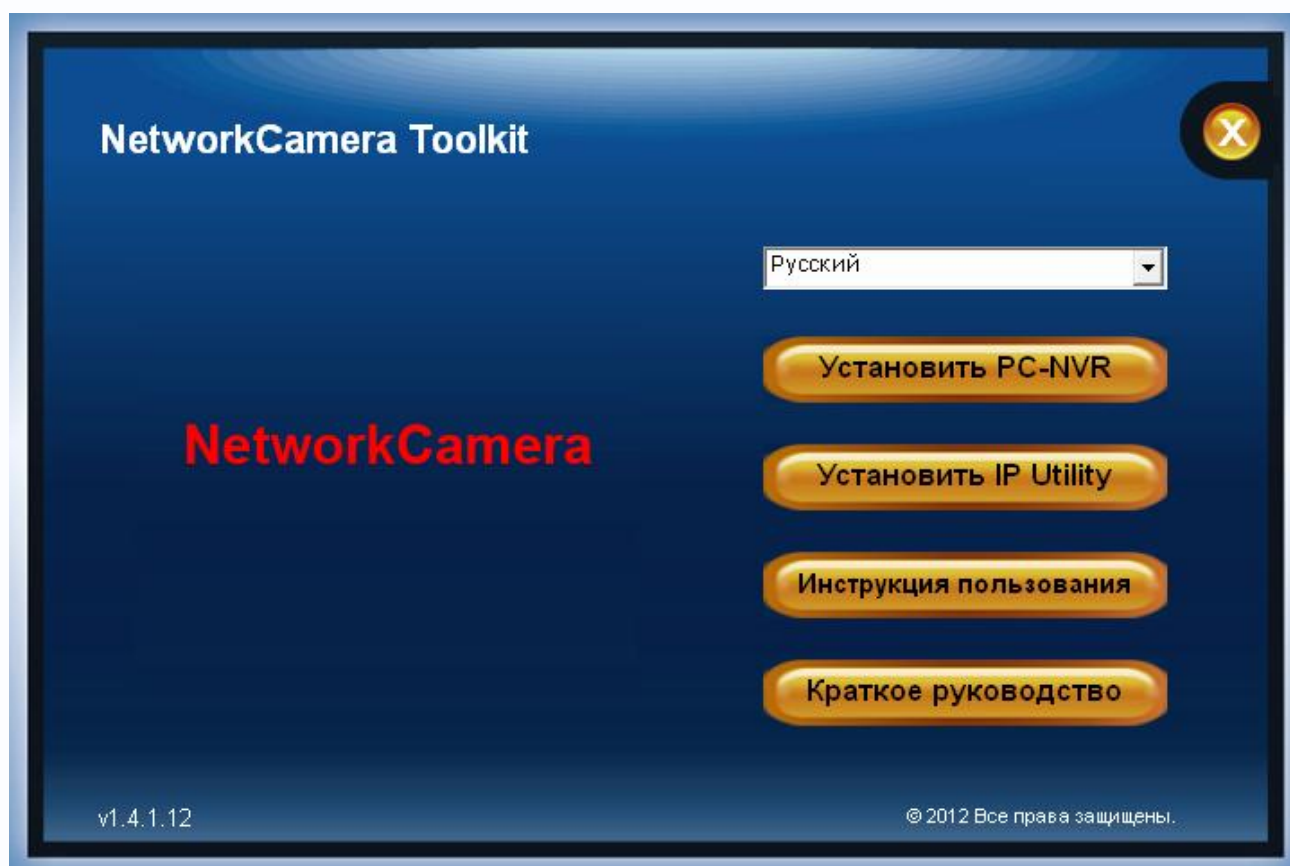 NetworkCamera Toolkit
X
Русский
Установить PC-NVR
NetworkCamera
Установить IP Utility
Инструкция пользования
Краткое руководство
v1.4.1.12
© 2012 Все права защищены.